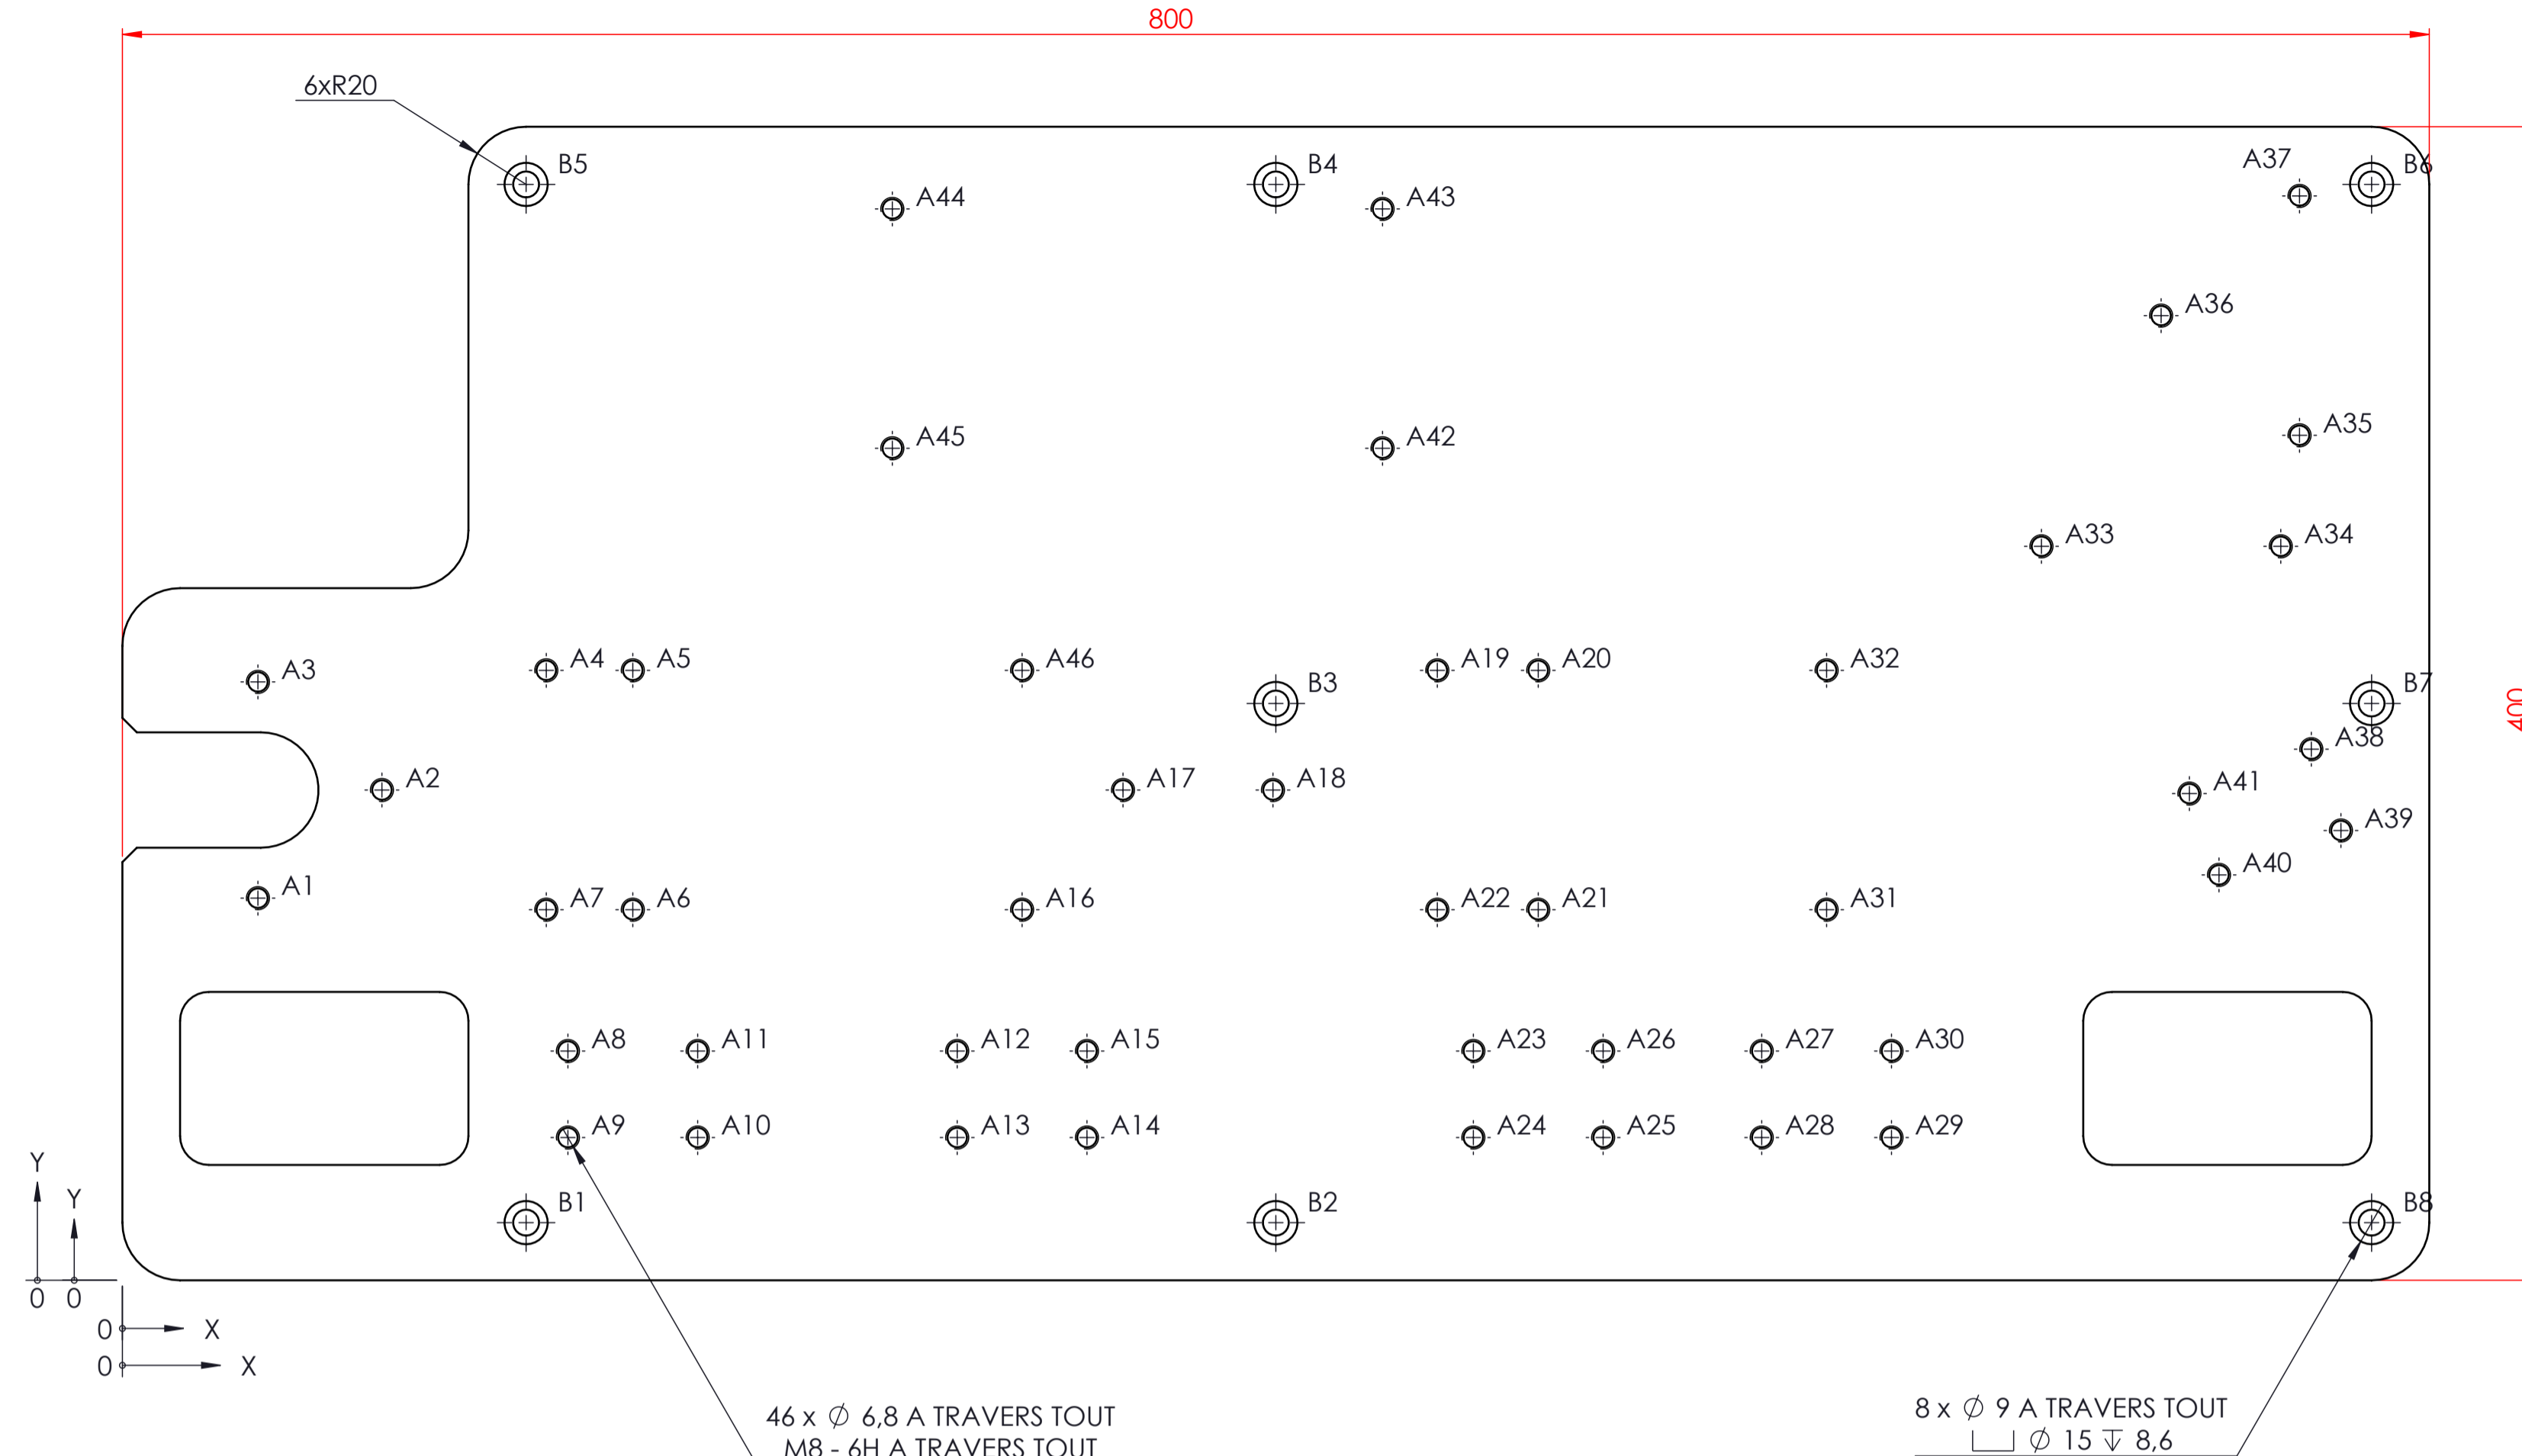 800
6xR20
B5
B4
A37
B6
A44
A43
A36
A45
A42
A35
A33
A34
A3
A4
A5
A46
B3
A19
A20
A32
B7
400
A38
A2
A17
A18
A41
A39
A1
A7
A6
A16
A22
A21
A31
A40
A8
A11
A12
A15
A23
A26
A27
A30
A9
A10
A13
A14
A24
A25
A28
A29
Y
Y
B1
B2
B8
0 0
0 X
0 X
46 x ∅ 6,8 A TRAVERS TOUT
M8 - 6H A TRAVERS TOUT
8 x ∅ 9 A TRAVERS TOUT
⌴ ∅ 15 ↧ 8,6